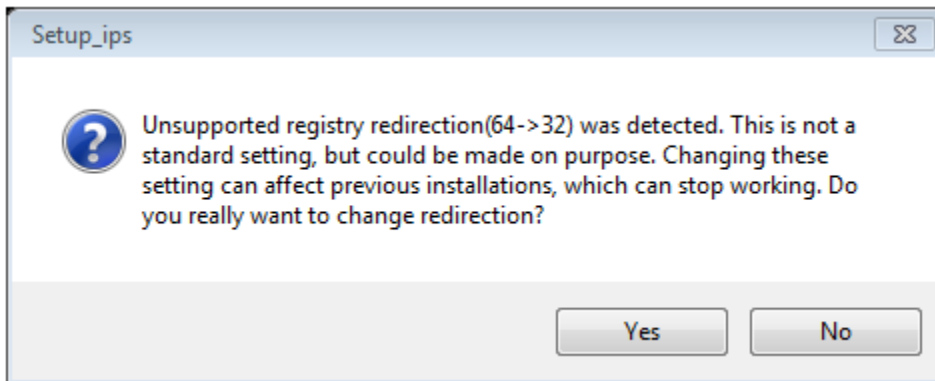 Setup_ips
Unsupported registry redirection(64->32) was detected. This is not a
standard setting, but could be made on purpose. Changing these
setting can affect previous installations, which can stop working. Do
you really want to change redirection?
Yes
No